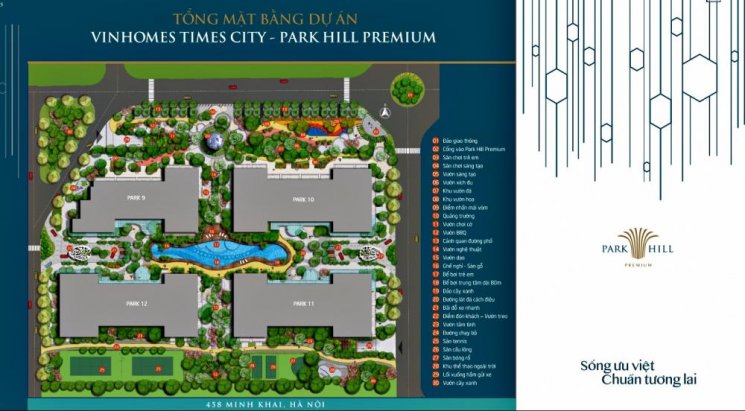 TỔNG MẶT BẰNG DỰ ÁN
VINHOMES TIMES CITY - PARK HILL PREMIUM
PARK 9
PARK 10
PARK 12
PARK 11
458 MINH KHAI, HÀ NỘI
01 Đảo giao thông
02 Cổng vào Park Hill Premium
03 Sân chơi trẻ em
04 Sân chơi sáng tạo
05 Vườn sáng tạo
06 Vườn xích đu
07 Khu vườn đá
08 Khu vườn hoa
09 Điểm nhấn mái vòm
10 Quảng trường
11 Vườn chơi cờ
12 Vườn BBQ
13 Cảnh quan đường phố
14 Vườn nghệ thuật
15 Vườn dạo
16 Ghế nghỉ - Sàn gỗ
17 Bể bơi trẻ em
18 Bể bơi trung tâm dài 80m
19 Đảo cây xanh
20 Đường lát đá cách điệu
21 Bãi đỗ xe nhanh
22 Điểm đón khách - Vườn treo
23 Vườn tâm tình
24 Đường chạy bộ
25 Sân tennis
26 Sân cầu lông
27 Sân bóng rổ
28 Khu thể thao ngoài trời
29 Lối xuống hầm gửi xe
30 Vườn cây xanh
PARK HILL
PREMIUM
Sống ưu việt
Chuẩn tương lai